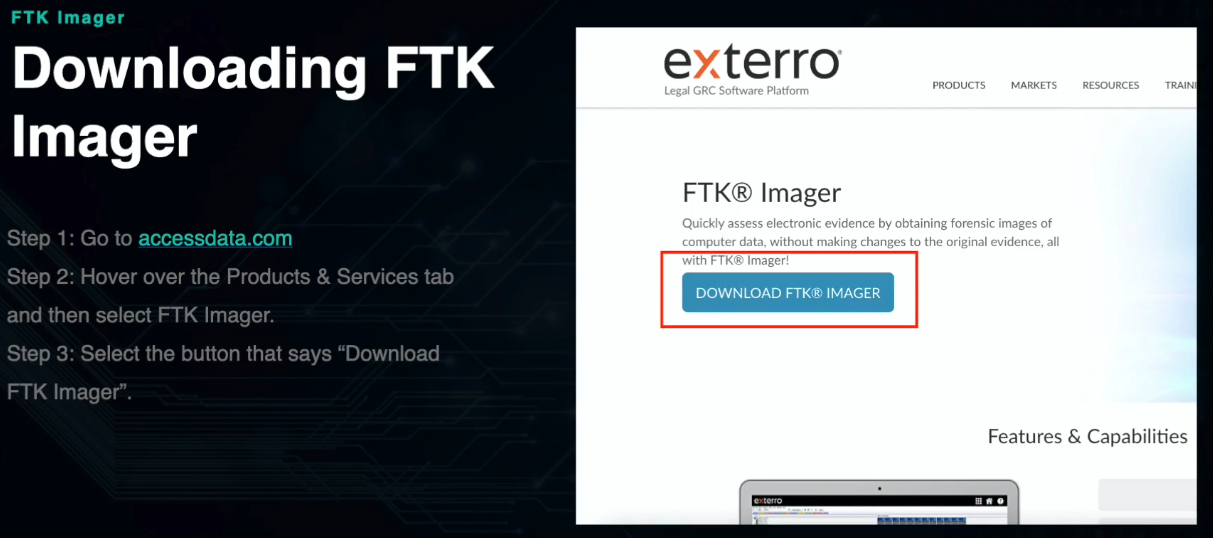 FTK Imager
Downloading FTK
Imager
Step 1: Go to accessdata.com
Step 2: Hover over the Products & Services tab
and then select FTK Imager.
Step 3: Select the button that says “Download
FTK Imager”.
exterro®
Legal GRC Software Platform
PRODUCTS MARKETS RESOURCES TRAINI
FTK® Imager
Quickly assess electronic evidence by obtaining forensic images of
computer data, without making changes to the original evidence, all
with FTK® Imager!
DOWNLOAD FTK® IMAGER
Features & Capabilities
exterro